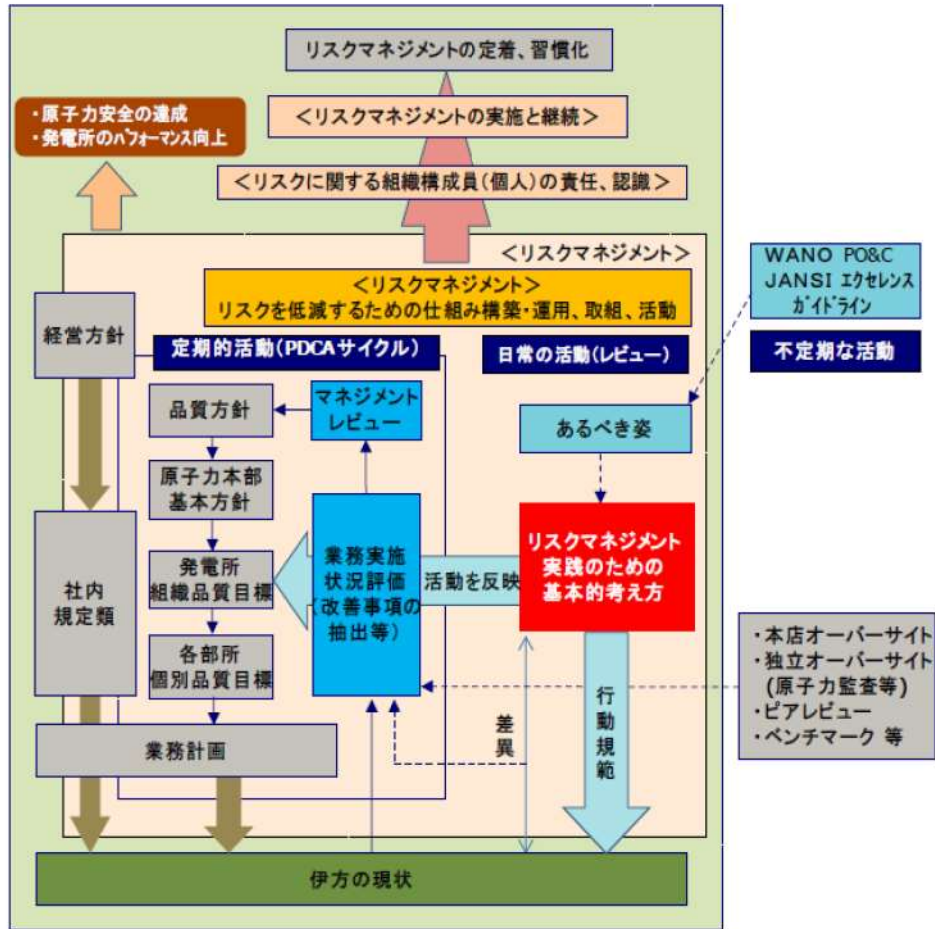 リスクマネジメントの定着、習慣化
・原子力安全の達成
・発電所のパフォーマンス向上
＜リスクマネジメントの実施と継続＞
＜リスクに関する組織構成員(個人)の責任、認識＞
＜リスクマネジメント＞
＜リスクマネジメント＞
リスクを低減するための仕組み構築・運用、取組、活動
WANO PO&C
JANSI エクセレンス
ガイドライン
経営方針
定期的活動(PDCAサイクル)
日常の活動(レビュー)
不定期な活動
品質方針
マネジメント
レビュー
あるべき姿
原子力本部
基本方針
社内
規定類
発電所
組織品質目標
業務実施
状況評価
(改善事項の
抽出等)
活動を反映
リスクマネジメント
実践のための
基本的考え方
各部所
個別品質目標
・本店オーバーサイト
・独立オーバーサイト
(原子力監査等)
・ピアレビュー
・ベンチマーク 等
差異
行動規範
業務計画
伊方の現状